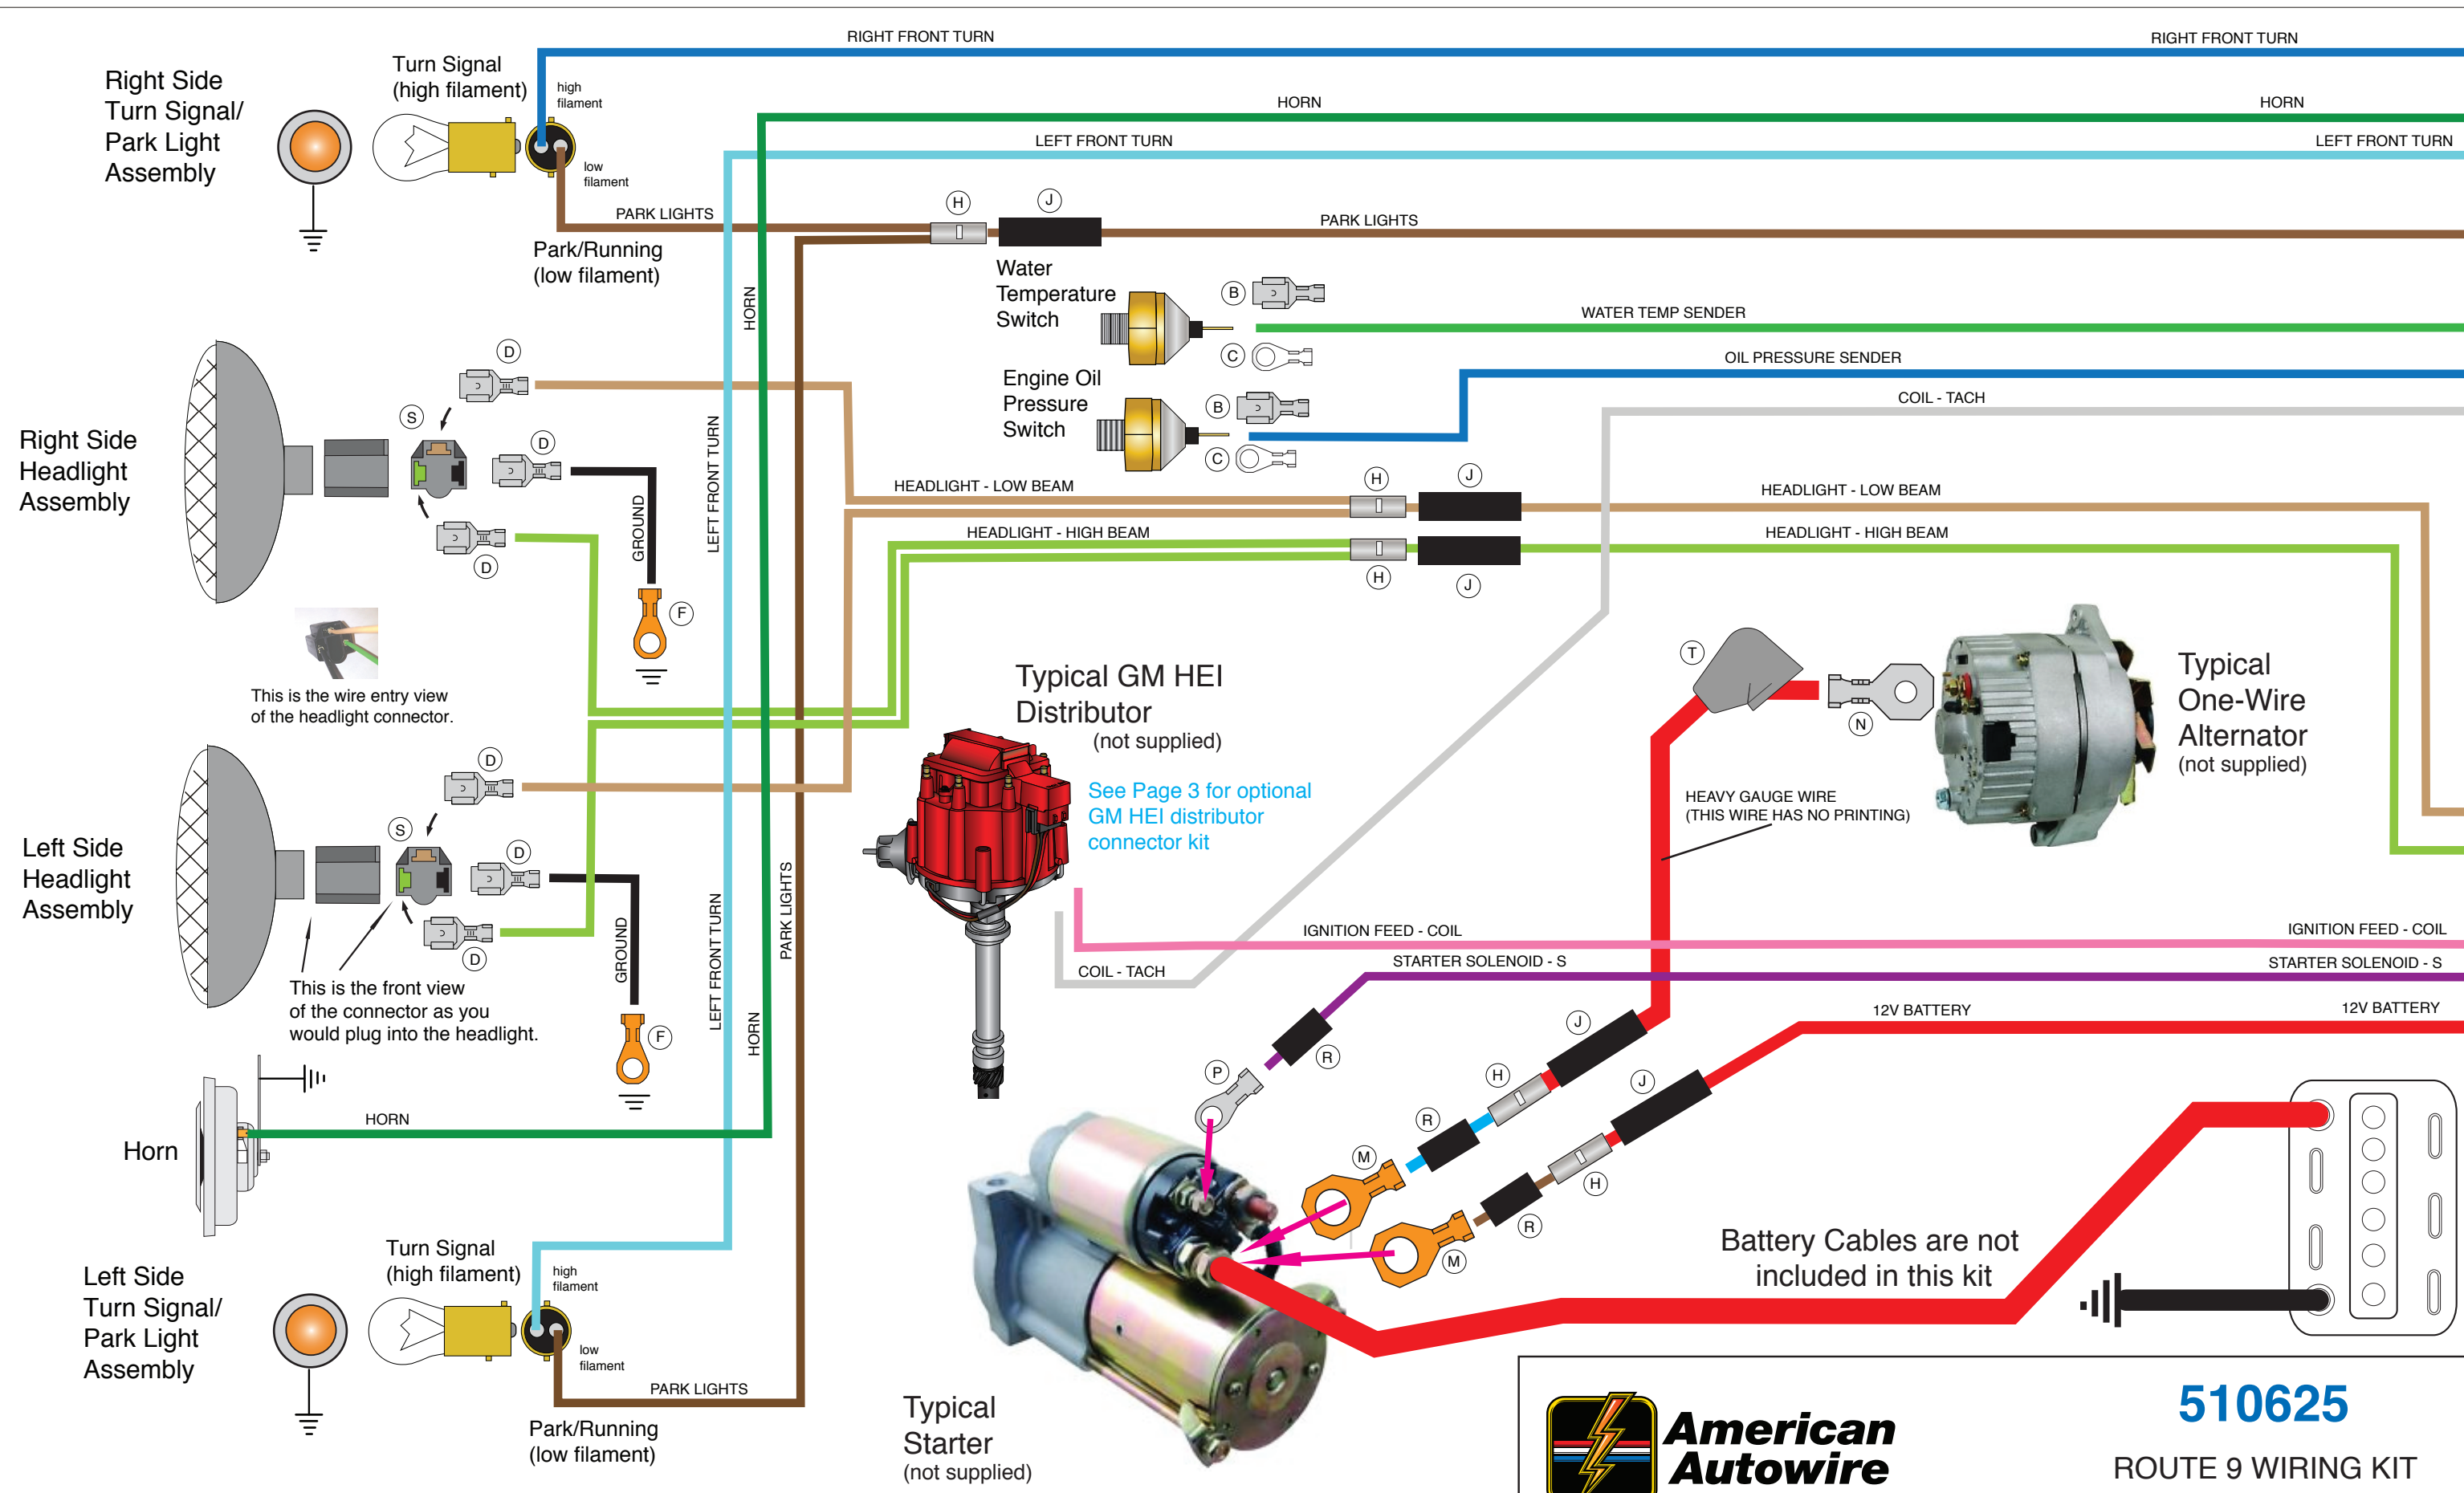 RIGHT FRONT TURN
RIGHT FRONT TURN
Right Side
Turn Signal/
Park Light
Assembly
Turn Signal
(high filament)
high
filament
low
filament
HORN
HORN
LEFT FRONT TURN
LEFT FRONT TURN
PARK LIGHTS
H
J
PARK LIGHTS
Park/Running
(low filament)
HORN
Water
Temperature
Switch
B
C
WATER TEMP SENDER
Engine Oil
Pressure
Switch
B
C
OIL PRESSURE SENDER
COIL - TACH
Right Side
Headlight
Assembly
D
S
D
D
GROUND
F
LEFT FRONT TURN
HEADLIGHT - LOW BEAM
H
J
HEADLIGHT - LOW BEAM
HEADLIGHT - HIGH BEAM
H
J
HEADLIGHT - HIGH BEAM
This is the wire entry view
of the headlight connector.
Typical GM HEI
Distributor
(not supplied)
See Page 3 for optional
GM HEI distributor
connector kit
T
N
Typical
One-Wire
Alternator
(not supplied)
HEAVY GAUGE WIRE
(THIS WIRE HAS NO PRINTING)
Left Side
Headlight
Assembly
D
S
D
D
GROUND
F
This is the front view
of the connector as you
would plug into the headlight.
LEFT FRONT TURN
HORN
PARK LIGHTS
IGNITION FEED - COIL
IGNITION FEED - COIL
COIL - TACH
STARTER SOLENOID - S
STARTER SOLENOID - S
12V BATTERY
12V BATTERY
P
R
J
H
J
R
H
M
R
M
Horn
HORN
Battery Cables are not
included in this kit
Left Side
Turn Signal/
Park Light
Assembly
Turn Signal
(high filament)
high
filament
low
filament
PARK LIGHTS
Park/Running
(low filament)
Typical
Starter
(not supplied)
American
Autowire
510625
ROUTE 9 WIRING KIT